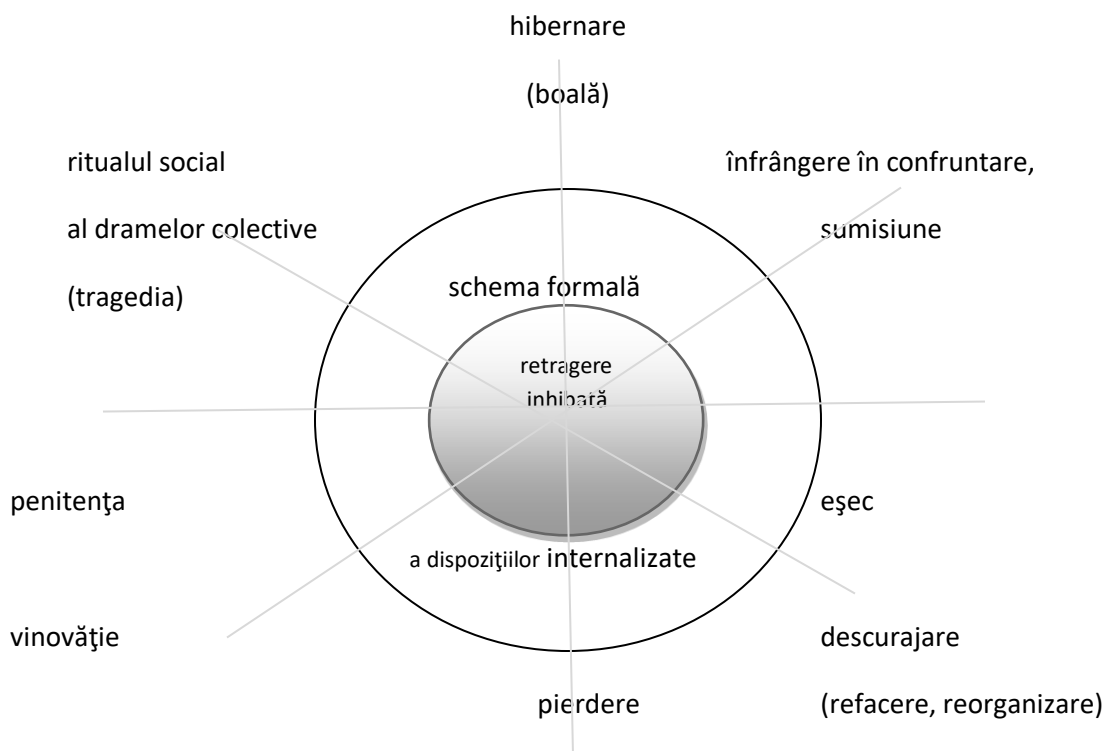 hibernare
(boală)
ritualul social
înfrângere în confruntare,
al dramelor colective
sumisiune
(tragedia)
schema formală
retragere
inhibată
penitenţa
eşec
a dispoziţiilor internalizate
vinovăţie
descurajare
pierdere
(refacere, reorganizare)